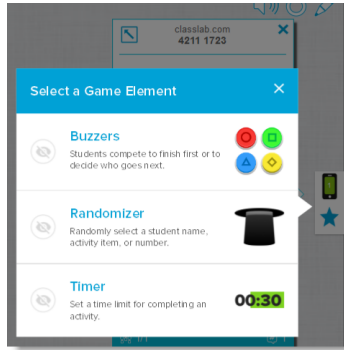 classlab.com
4211 1723
Select a Game Element
Buzzers
Students compete to finish first or to
decide who goes next.
Randomizer
Randomly select a student name,
activity item, or number.
Timer
Set a time limit for completing an
activity.
00:30